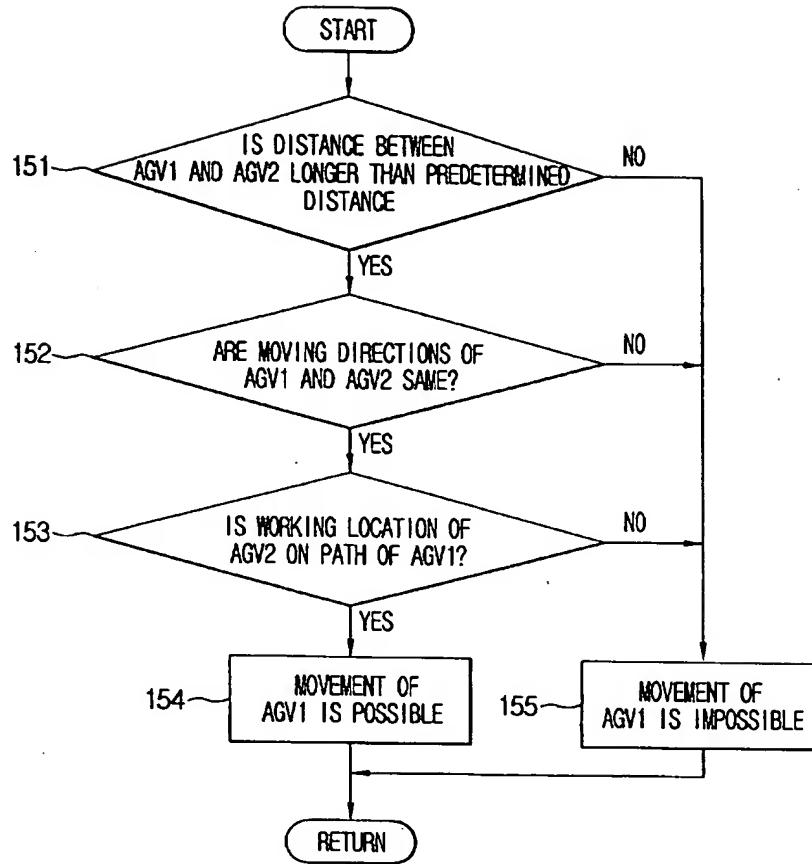 START
151
IS DISTANCE BETWEEN
AGV1 AND AGV2 LONGER THAN PREDETERMINED
DISTANCE
NO
YES
152
ARE MOVING DIRECTIONS OF
AGV1 AND AGV2 SAME?
NO
YES
153
IS WORKING LOCATION OF
AGV2 ON PATH OF AGV1?
NO
YES
154
MOVEMENT OF
AGV1 IS POSSIBLE
155
MOVEMENT OF
AGV1 IS IMPOSSIBLE
RETURN